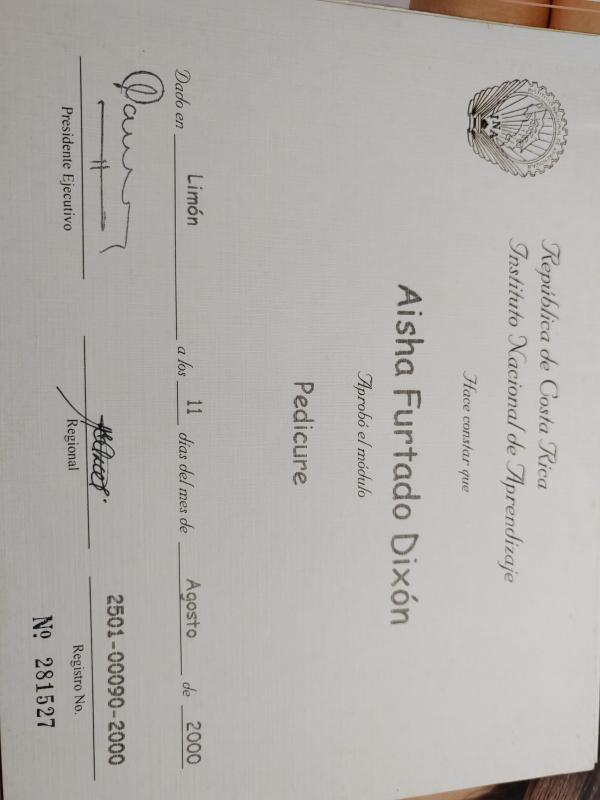 INA
República de Costa Rica
Instituto Nacional de Aprendizaje
Hace constar que
Aisha Furtado Dixón
Aprobó el módulo
Pedicure
Dado en Limón a los 11 días del mes de Agosto de 2000
2501-00090-2000
Presidente Ejecutivo Regional Registro No.
Nº 281527